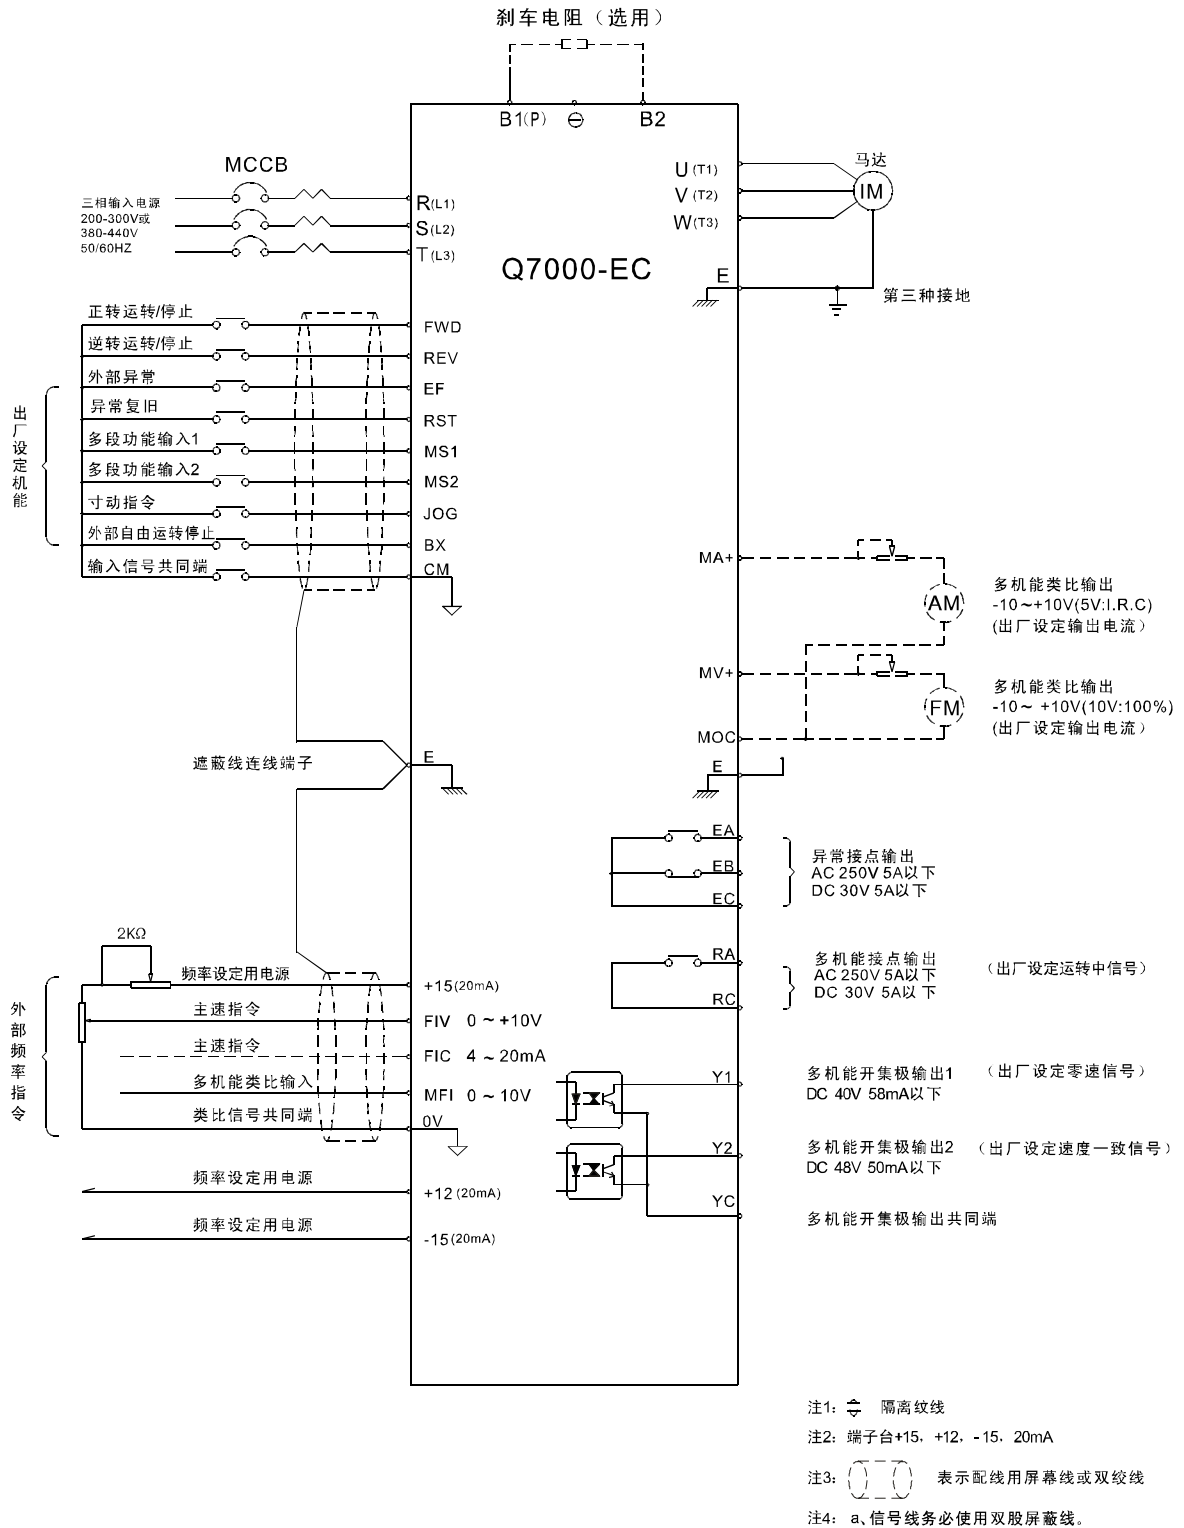 刹车电阻（选用）
B1(P)
B2
MCCB
三相输入电源
200-300V或
380-440V
50/60HZ
R(L1)
S(L2)
T(L3)
U(T1)
V(T2)
W(T3)
马达
IM
Q7000-EC
E
第三种接地
出厂设定机能
正转运转/停止
FWD
逆转运转/停止
REV
外部异常
EF
异常复旧
RST
多段功能输入1
MS1
多段功能输入2
MS2
寸动指令
JOG
外部自由运转停止
BX
输入信号共同端
CM
MA+
AM
多机能类比输出
-10～+10V(5V:I.R.C)
(出厂设定输出电流）
MV+
FM
多机能类比输出
-10～ +10V(10V:100%)
(出厂设定输出电流）
MOC
E
遮蔽线连线端子
E
EA
EB
EC
异常接点输出
AC 250V 5A以下
DC 30V 5A以下
RA
RC
多机能接点输出
AC 250V 5A以下
DC 30V 5A以下
（出厂设定运转中信号）
外部频率指令
2KΩ
频率设定用电源
+15(20mA)
主速指令
FIV 0～+10V
主速指令
FIC 4～20mA
多机能类比输入
MFI 0～10V
类比信号共同端
0V
频率设定用电源
+12(20mA)
频率设定用电源
-15(20mA)
Y1
多机能开集极输出1
DC 40V 58mA以下
（出厂设定零速信号）
Y2
多机能开集极输出2
DC 48V 50mA以下
（出厂设定速度一致信号）
YC
多机能开集极输出共同端
注1： 隔离纹线
注2：端子台+15，+12，-15，20mA
注3： 表示配线用屏幕线或双绞线
注4： a、信号线务必使用双股屏蔽线。